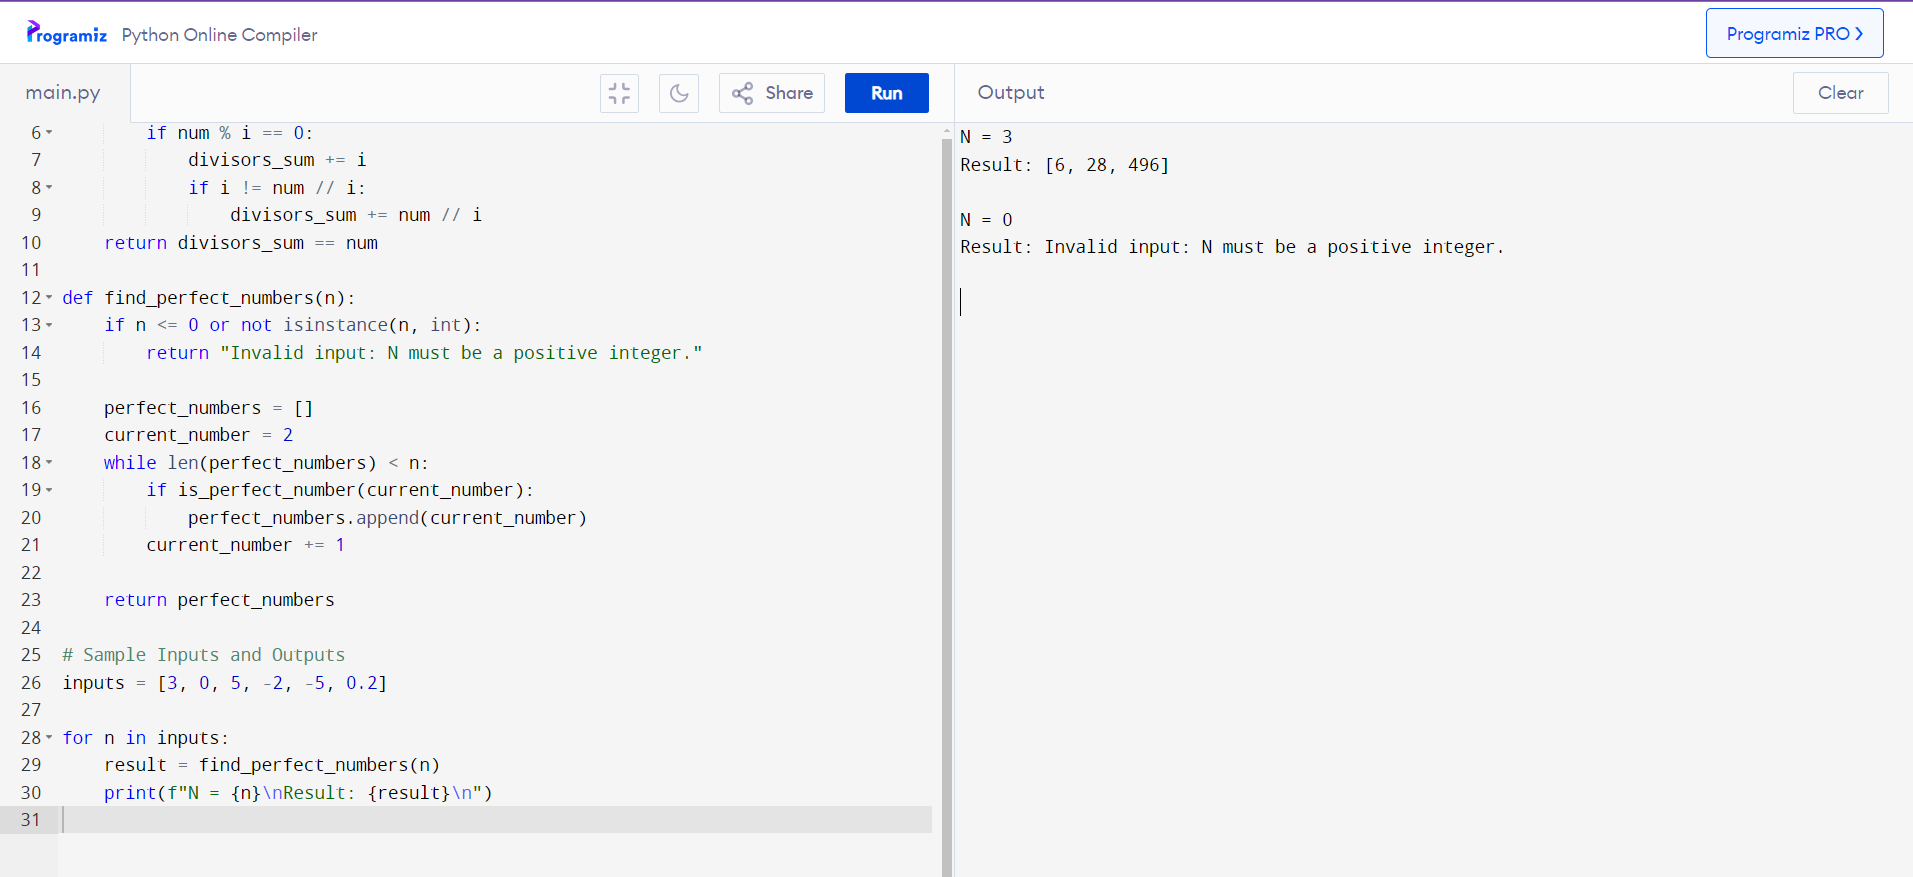 Programiz Python Online Compiler
Programiz PRO
main.py
Share
Run
Output
Clear
6 if num % i == 0:
7 divisors_sum += i
8 if i != num // i:
9 divisors_sum += num // i
10 return divisors_sum == num
11
12 def find_perfect_numbers(n):
13 if n <= 0 or not isinstance(n, int):
14 return "Invalid input: N must be a positive integer."
15
16 perfect_numbers = []
17 current_number = 2
18 while len(perfect_numbers) < n:
19 if is_perfect_number(current_number):
20 perfect_numbers.append(current_number)
21 current_number += 1
22
23 return perfect_numbers
24
25 # Sample Inputs and Outputs
26 inputs = [3, 0, 5, -2, -5, 0.2]
27
28 for n in inputs:
29 result = find_perfect_numbers(n)
30 print(f"N = {n}\nResult: {result}\n")
31
N = 3
Result: [6, 28, 496]
N = 0
Result: Invalid input: N must be a positive integer.